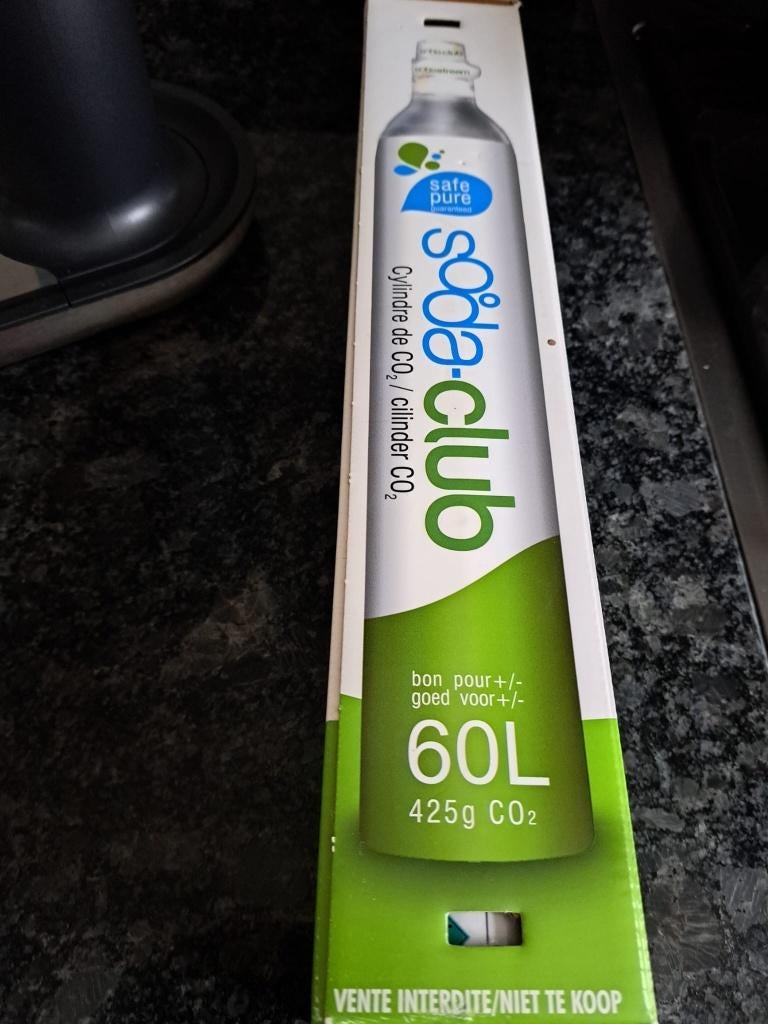 sodastream
safe
pure
guaranteed
soda-club
Cylindre de CO₂ / cilinder CO₂
bon pour+/-
goed voor+/-
60L
425g CO₂
VENTE INTERDITE/NIET TE KOOP